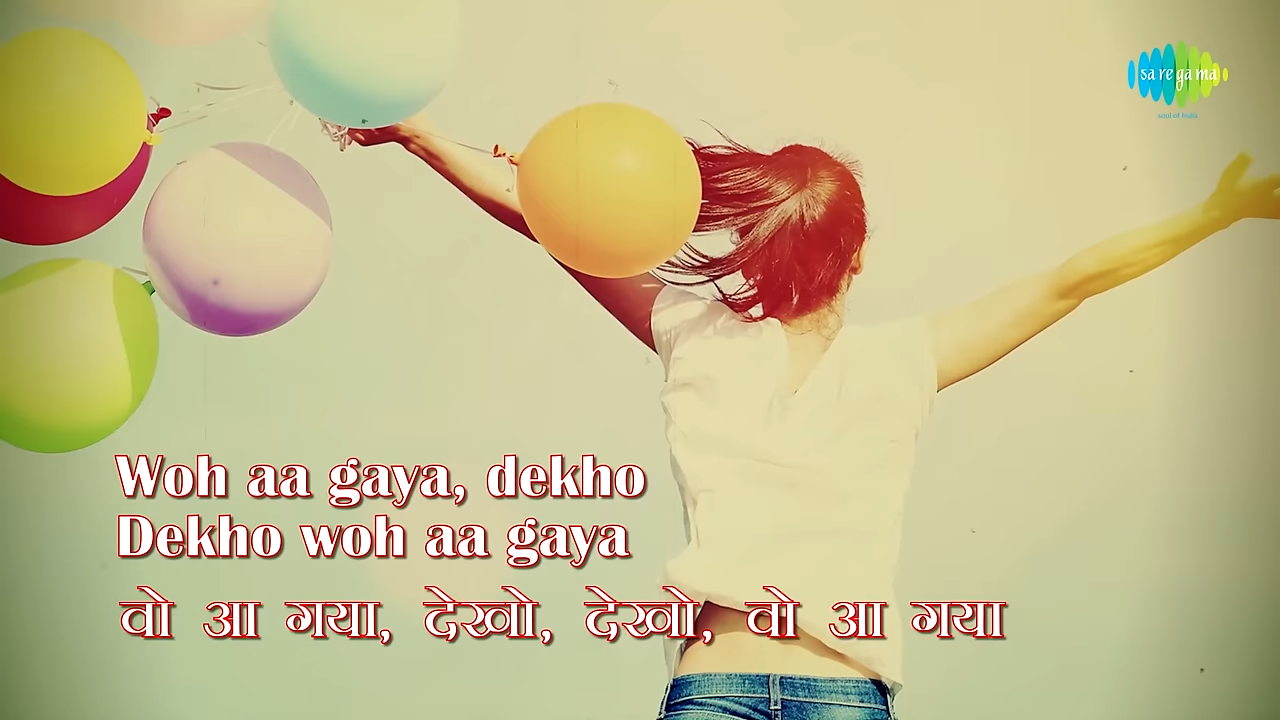 sa re ga ma
soul of India
Woh aa gaya, dekho
Dekho woh aa gaya
वो आ गया, देखो, देखो, वो आ गया